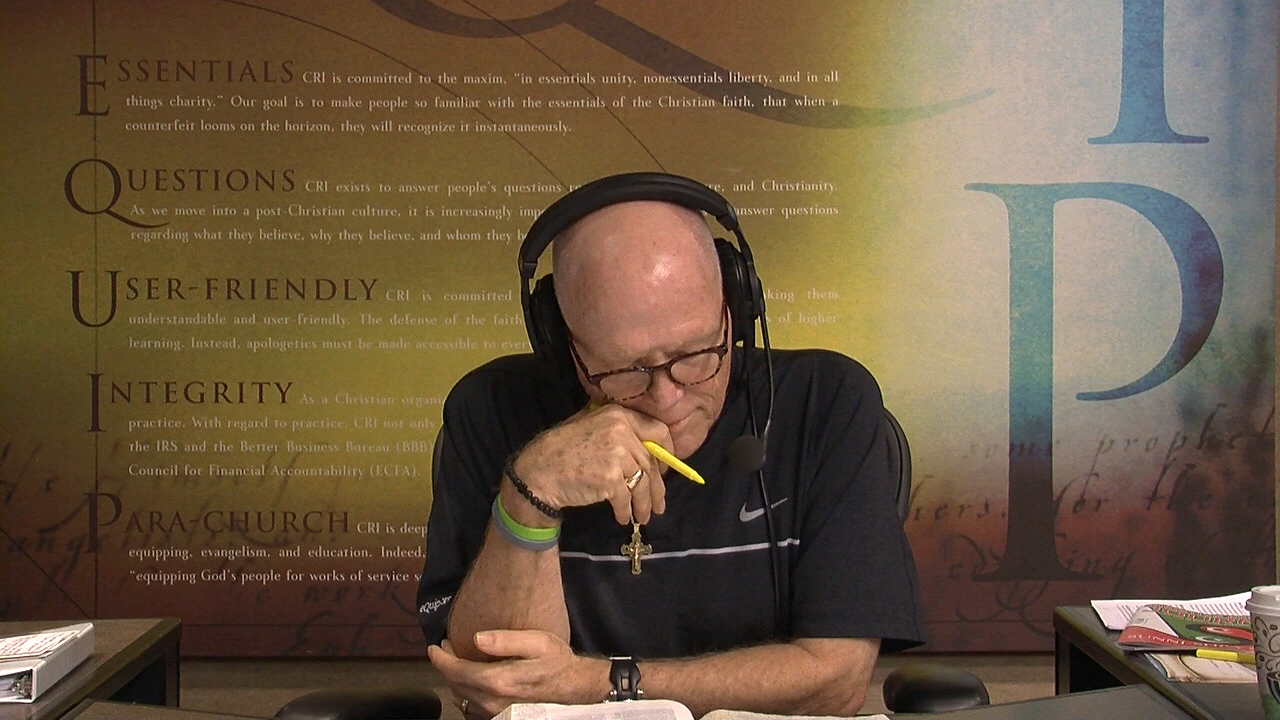 ESSENTIALS CRI is committed to the maxim, "in essentials unity, nonessentials liberty, and in all
things charity." Our goal is to make people so familiar with the essentials of the Christian faith, that when a
counterfeit looms on the horizon, they will recognize it instantaneously.
QUESTIONS CRI exists to answer people's questions re, and Christianity.
As we move into a post-Christian culture, it is increasingly answer questions
regarding what they believe, why they believe, and whom they
USER-FRIENDLY CRI is committed them
understandable and user-friendly. The defense of the faith of higher
learning. Instead, apologetics must be made accessible to
INTEGRITY As a Christian
practice. With regard to practice, CRI not only
the IRS and the Better Business Bureau (BBB)
Council for Financial Accountability (ECFA).
PARA-CHURCH CRI is
equipping, evangelism, and education. Indeed,
"equipping God's people for works of service
I
P
some prophe
for the